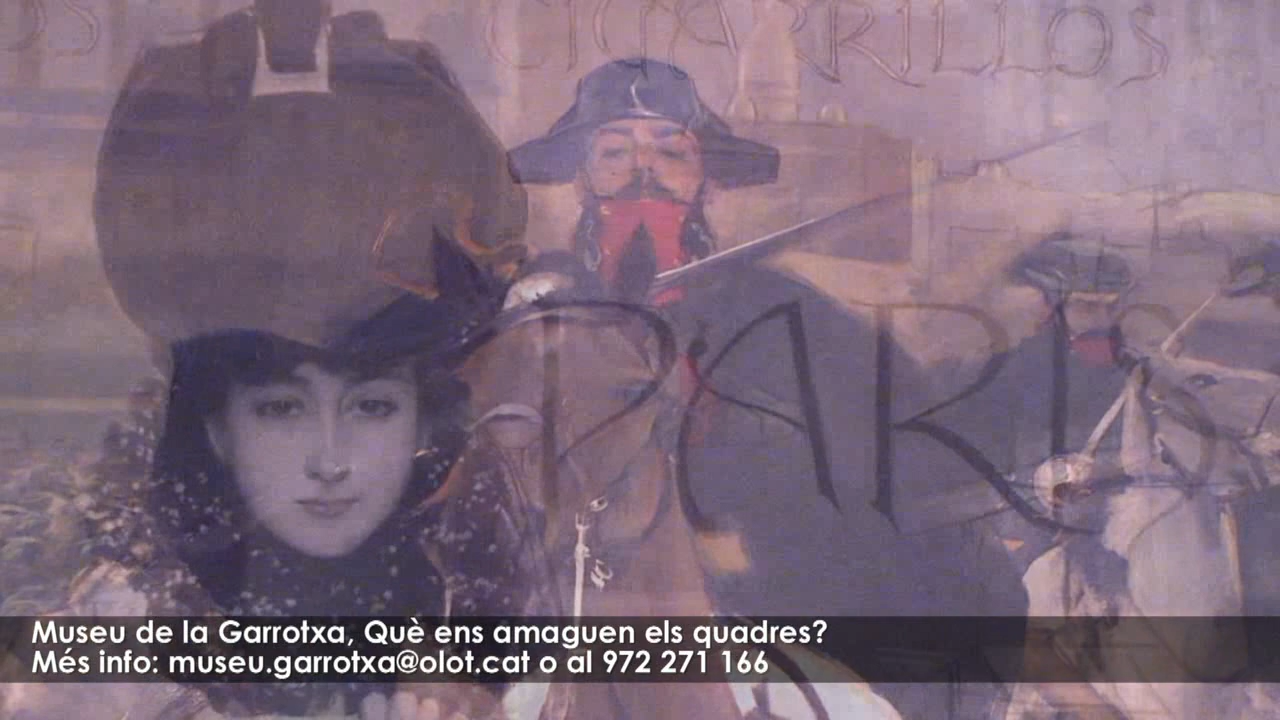 OS CIGARRILLOS
PARIS
Museu de la Garrotxa, Què ens amaguen els quadres?
Més info: museu.garrotxa@olot.cat o al 972 271 166